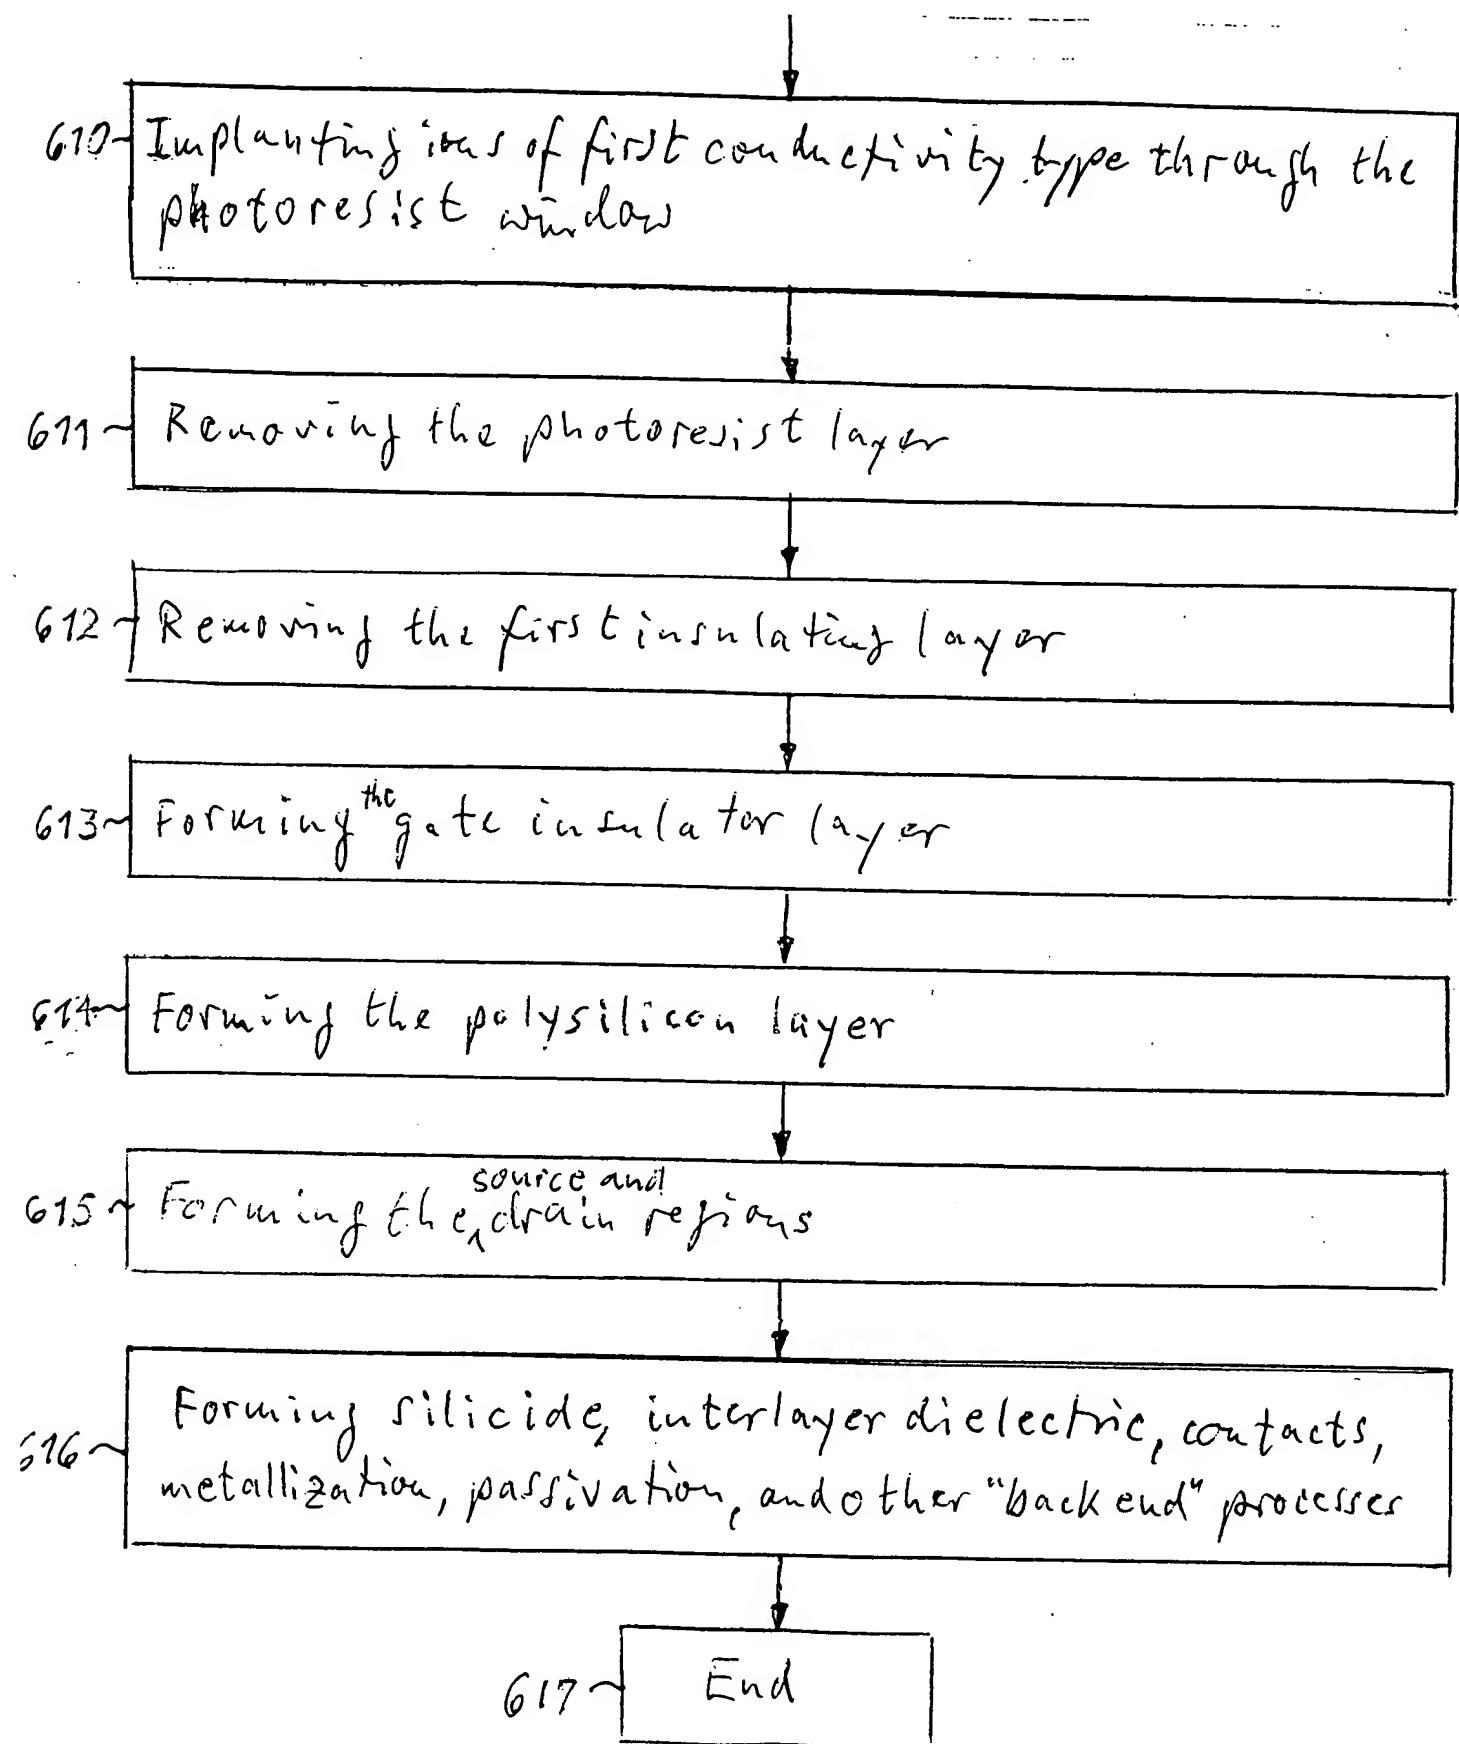 610 Implanting ions of first conductivity type through the
photoresist window
611 Removing the photoresist layer
612 Removing the first insulating layer
613 Forming the gate insulator layer
614 Forming the polysilicon layer
615 Forming the source and drain regions
616 Forming silicide, interlayer dielectric, contacts,
metallization, passivation, and other "back end" processes
617 End